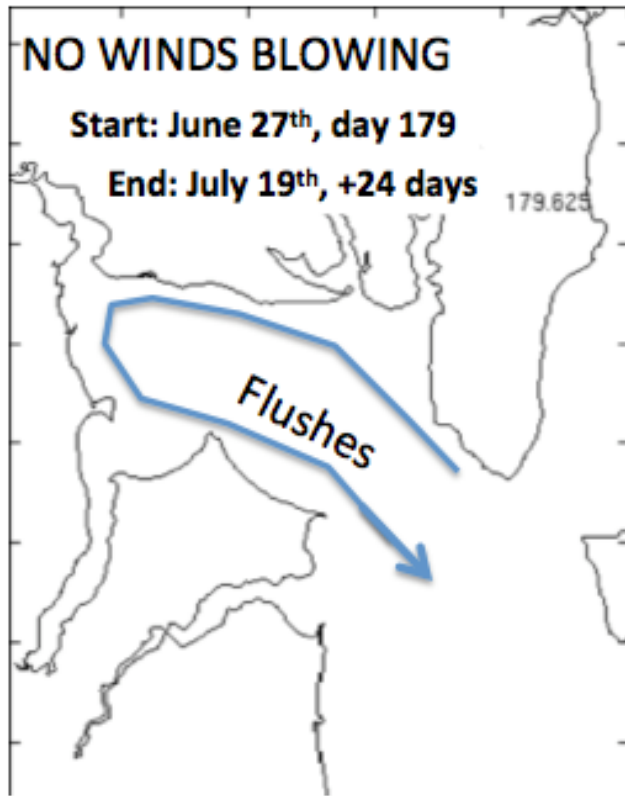 NO WINDS BLOWING
Start: June 27th, day 179
End: July 19th, +24 days
179.625
Flushes